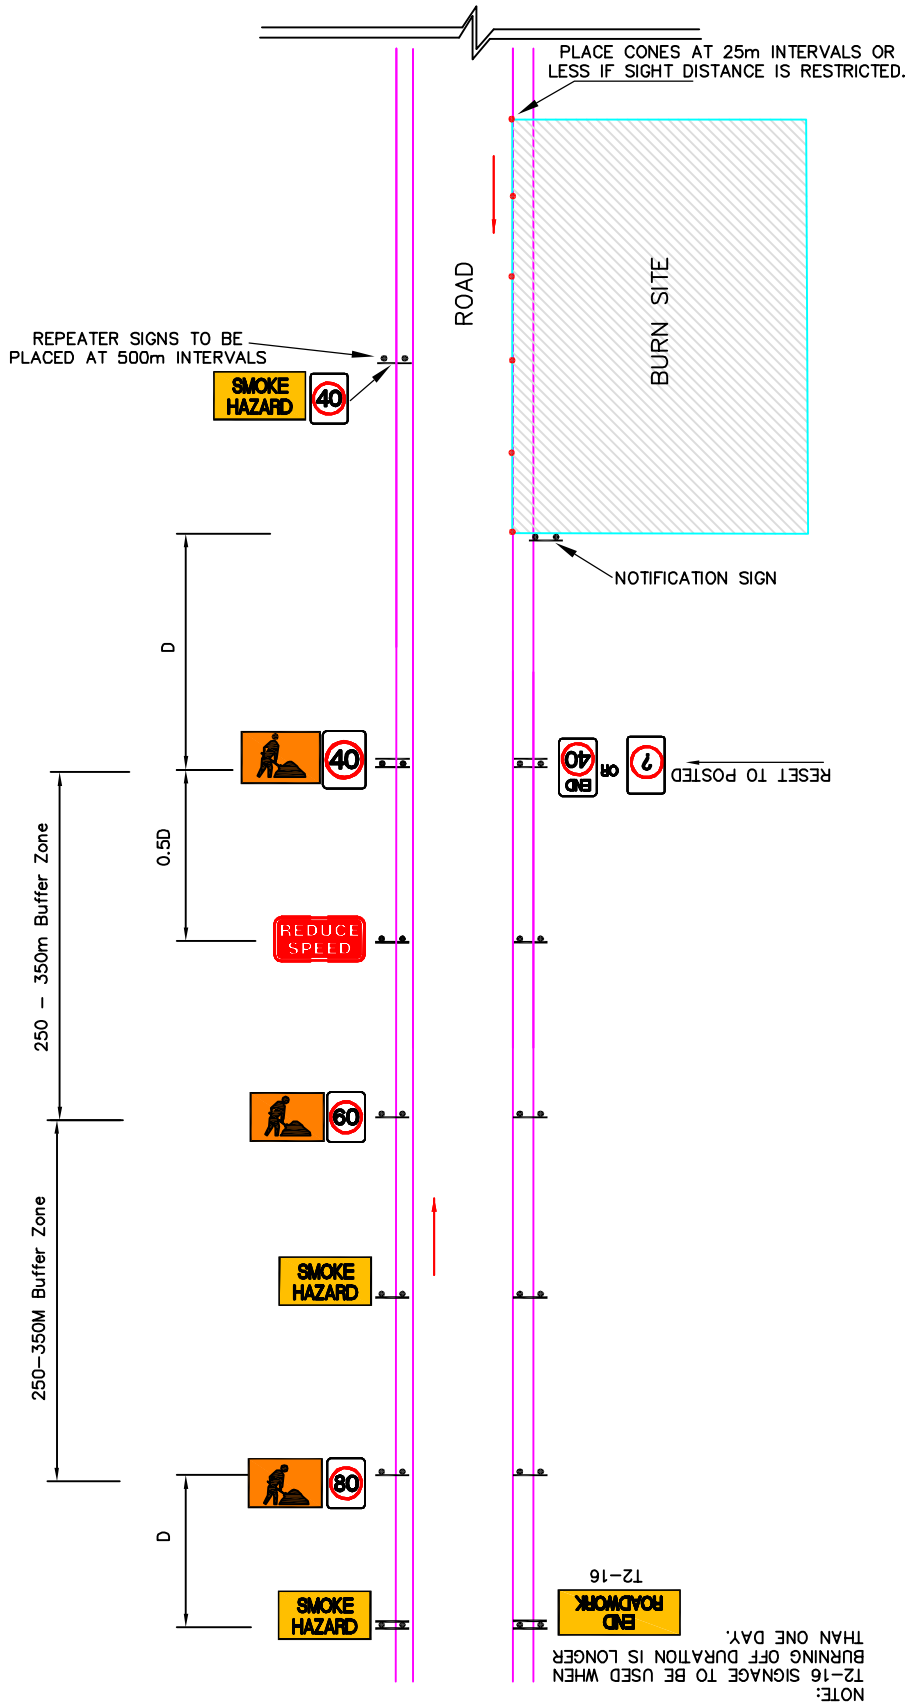 PLACE CONES AT 25m INTERVALS OR
LESS IF SIGHT DISTANCE IS RESTRICTED.
ROAD
BURN SITE
REPEATER SIGNS TO BE
PLACED AT 500m INTERVALS
SMOKE
HAZARD
40
NOTIFICATION SIGN
D
40
END
40
OR
?
RESET TO POSTED
0.5D
250 - 350m Buffer Zone
REDUCE
SPEED
60
250-350M Buffer Zone
SMOKE
HAZARD
80
D
SMOKE
HAZARD
T2-16
END
ROADWORK
NOTE:
T2-16 SIGNAGE TO BE USED WHEN
BURNING OFF DURATION IS LONGER
THAN ONE DAY.